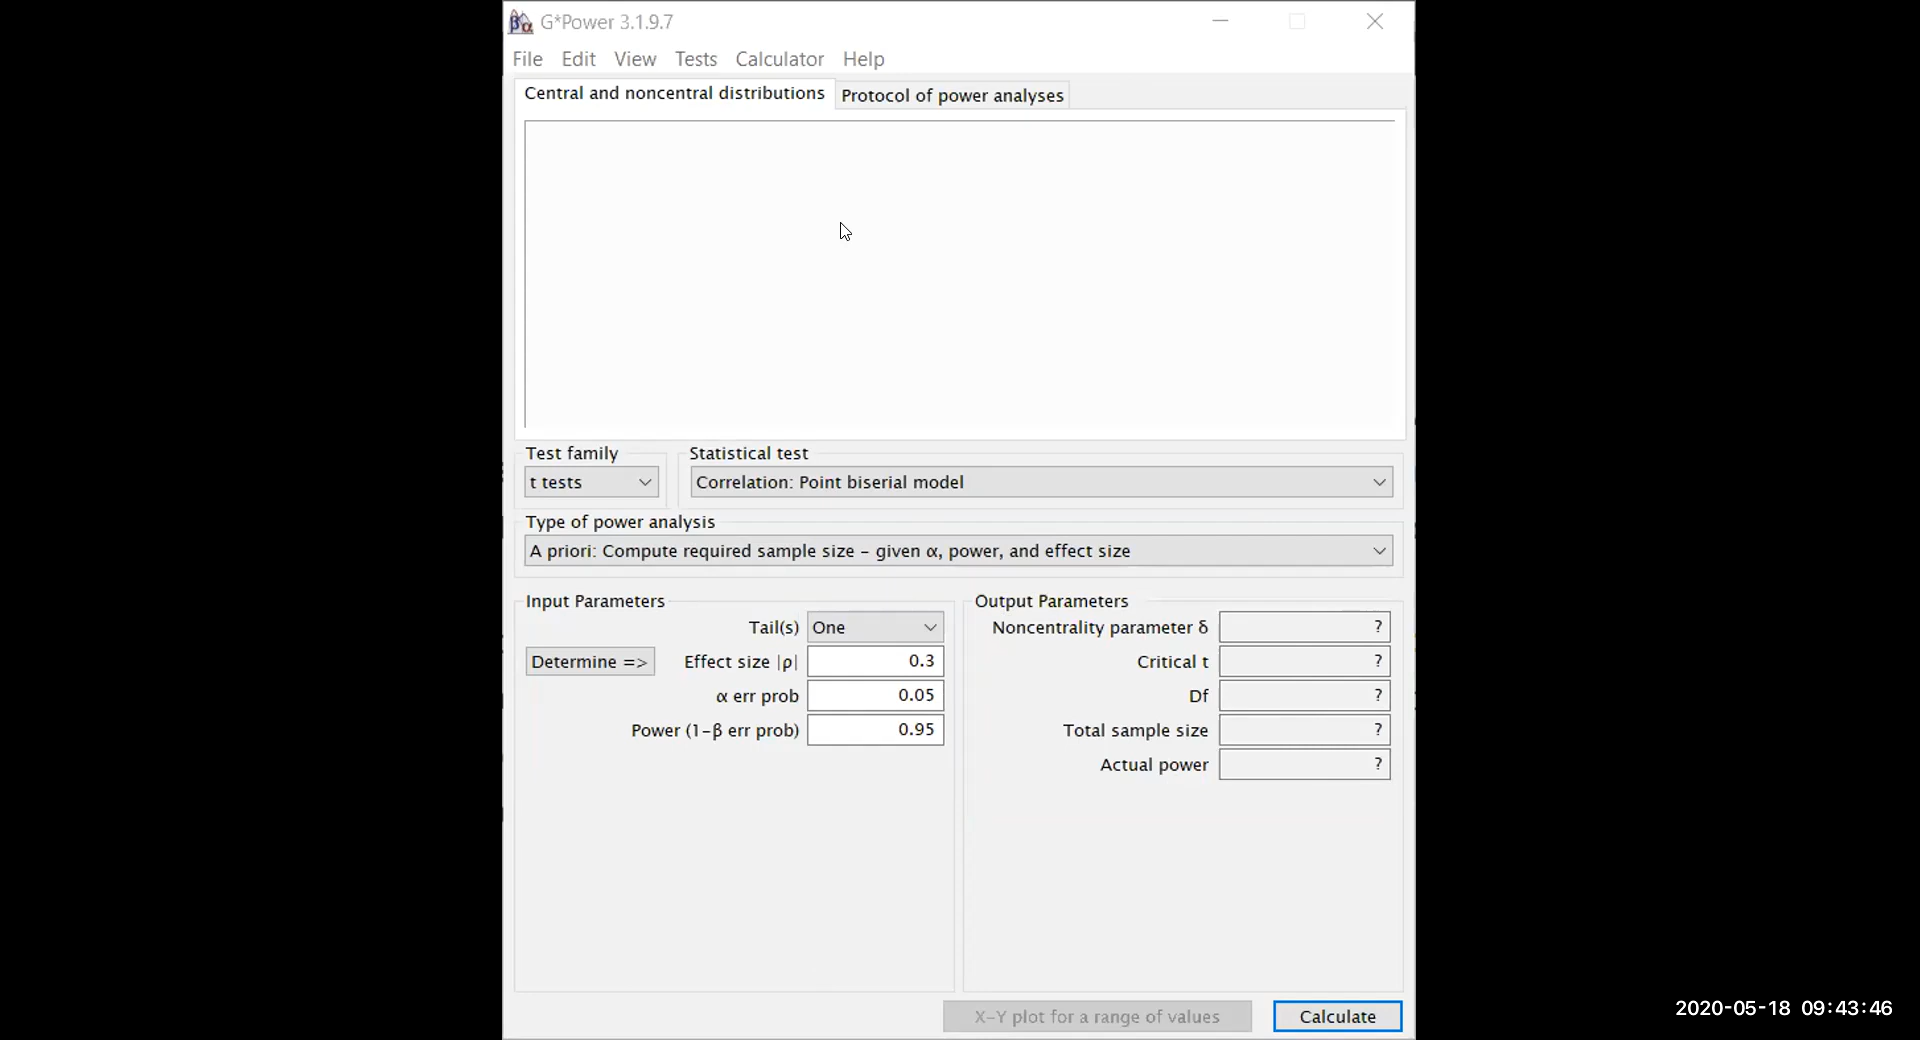 G*Power 3.1.9.7
File Edit View Tests Calculator Help
Central and noncentral distributions Protocol of power analyses
Test family Statistical test
t tests Correlation: Point biserial model
Type of power analysis
A priori: Compute required sample size – given α, power, and effect size
Input Parameters
Tail(s) One
Determine => Effect size |ρ| 0.3
α err prob 0.05
Power (1–β err prob) 0.95
Output Parameters
Noncentrality parameter δ ?
Critical t ?
Df ?
Total sample size ?
Actual power ?
X–Y plot for a range of values Calculate
2020-05-18 09:43:46